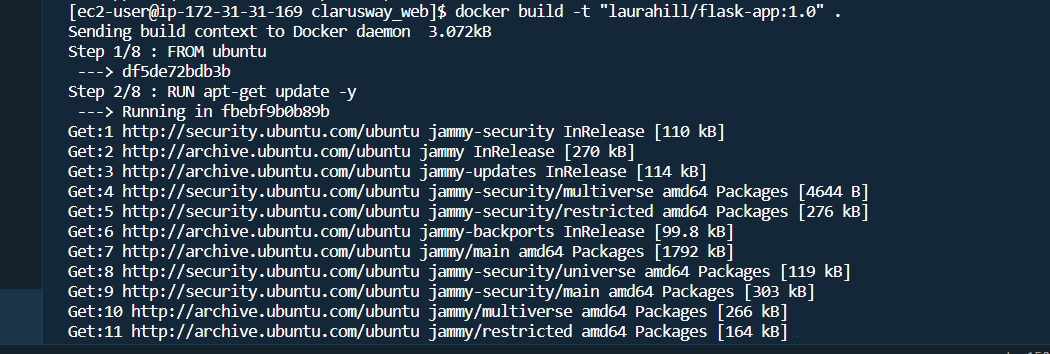 [ec2-user@ip-172-31-31-169 clarusway_web]$ docker build -t "laurahill/flask-app:1.0" .
Sending build context to Docker daemon  3.072kB
Step 1/8 : FROM ubuntu
 ---> df5de72bdb3b
Step 2/8 : RUN apt-get update -y
 ---> Running in fbebf9b0b89b
Get:1 http://security.ubuntu.com/ubuntu jammy-security InRelease [110 kB]
Get:2 http://archive.ubuntu.com/ubuntu jammy InRelease [270 kB]
Get:3 http://archive.ubuntu.com/ubuntu jammy-updates InRelease [114 kB]
Get:4 http://security.ubuntu.com/ubuntu jammy-security/multiverse amd64 Packages [4644 B]
Get:5 http://security.ubuntu.com/ubuntu jammy-security/restricted amd64 Packages [276 kB]
Get:6 http://archive.ubuntu.com/ubuntu jammy-backports InRelease [99.8 kB]
Get:7 http://archive.ubuntu.com/ubuntu jammy/main amd64 Packages [1792 kB]
Get:8 http://security.ubuntu.com/ubuntu jammy-security/universe amd64 Packages [119 kB]
Get:9 http://security.ubuntu.com/ubuntu jammy-security/main amd64 Packages [303 kB]
Get:10 http://archive.ubuntu.com/ubuntu jammy/multiverse amd64 Packages [266 kB]
Get:11 http://archive.ubuntu.com/ubuntu jammy/restricted amd64 Packages [164 kB]